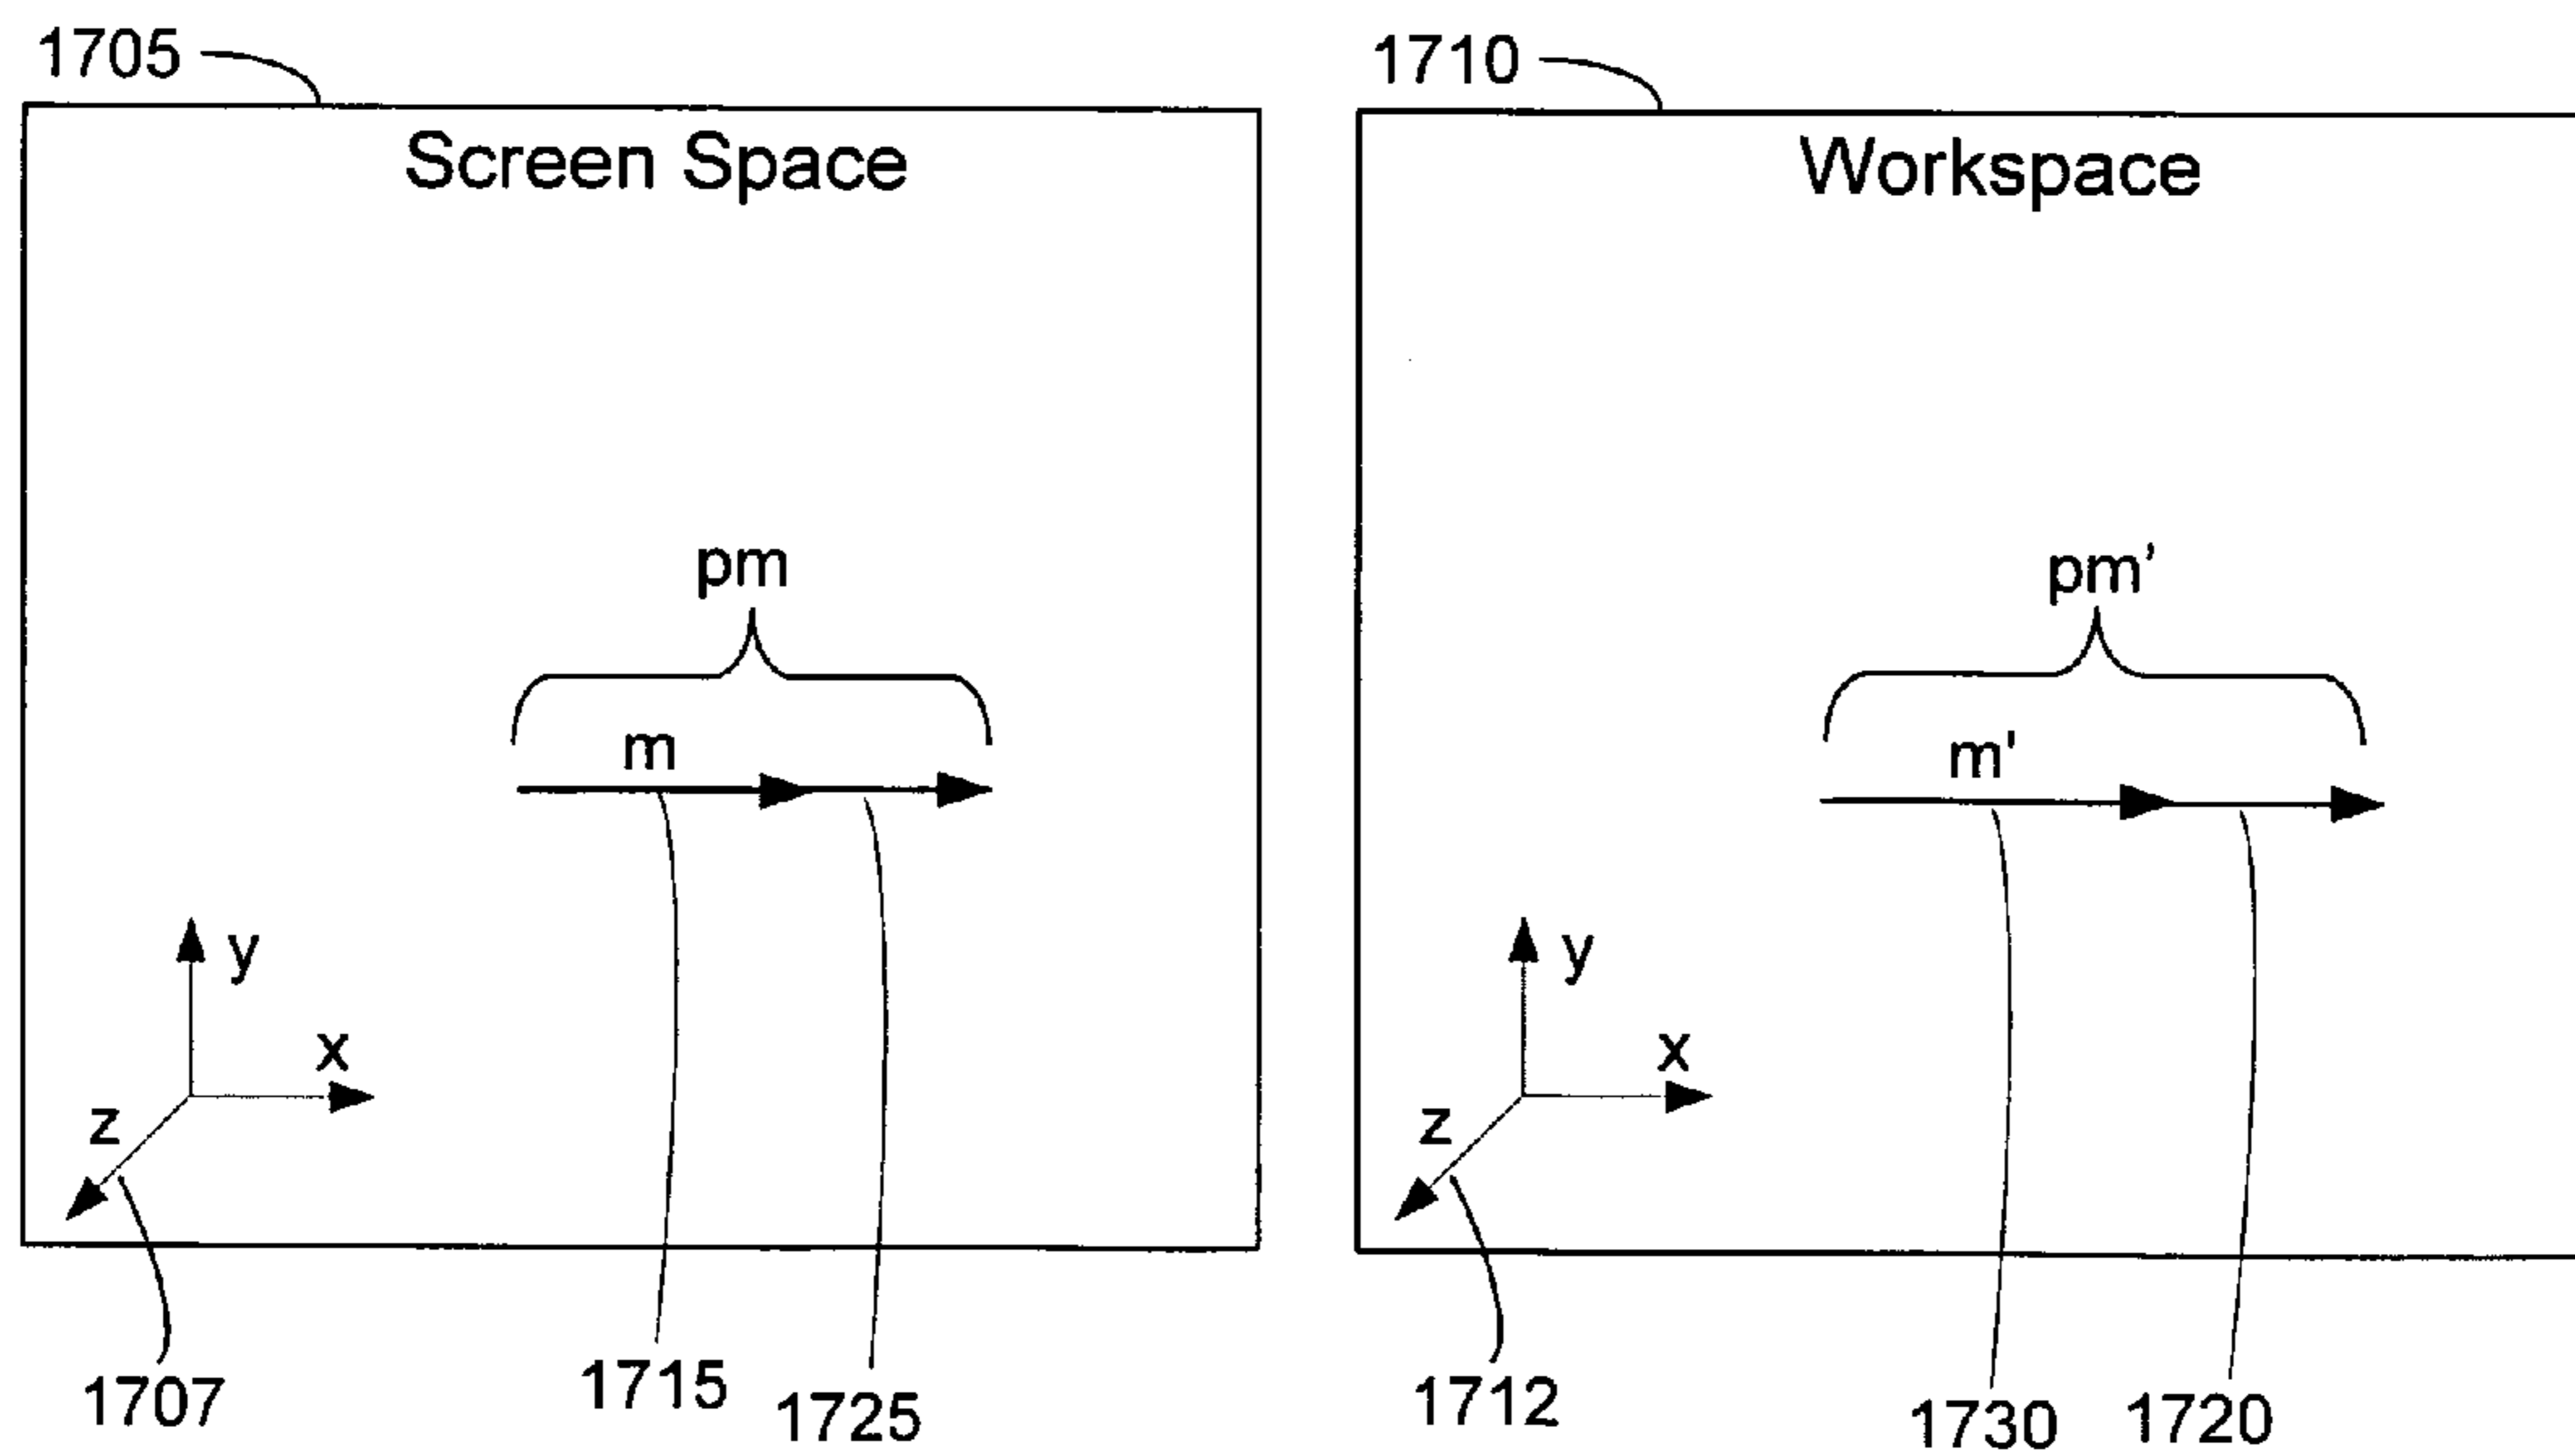 1705
Screen Space
pm
m
y
x
z
1707
1715
1725
1710
Workspace
pm’
m'
y
x
z
1712
1730
1720